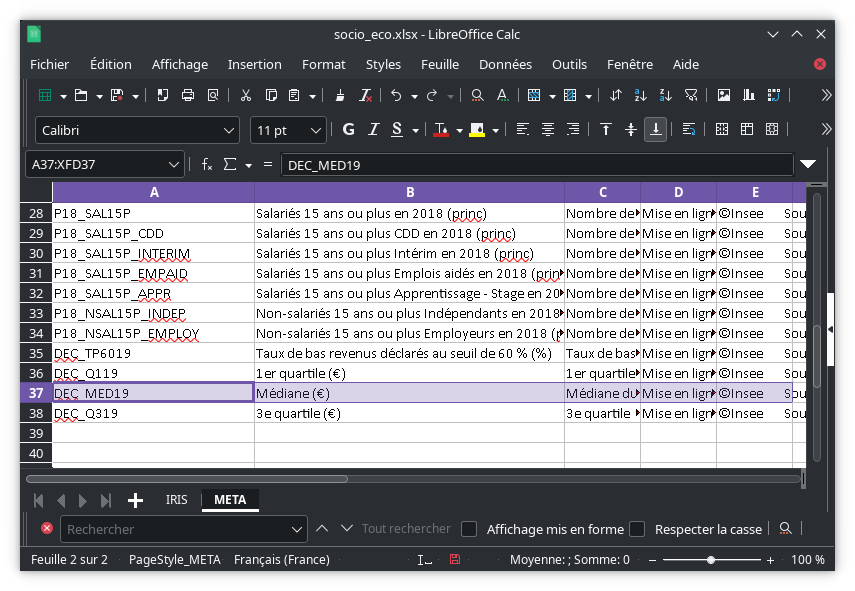 socio_eco.xlsx - LibreOffice Calc
Fichier Édition Affichage Insertion Format Styles Feuille Données Outils Fenêtre Aide
Calibri 11 pt G I S
A37:XFD37 fx Σ = DEC_MED19
A B C D E
28 P18_SAL15P Salariés 15 ans ou plus en 2018 (princ) Nombre de Mise en lign ©Insee Sou
29 P18_SAL15P_CDD Salariés 15 ans ou plus CDD en 2018 (princ) Nombre de Mise en lign ©Insee Sou
30 P18_SAL15P_INTERIM Salariés 15 ans ou plus Intérim en 2018 (princ) Nombre de Mise en lign ©Insee Sou
31 P18_SAL15P_EMPAID Salariés 15 ans ou plus Emplois aidés en 2018 (prin Nombre de Mise en lign ©Insee Sou
32 P18_SAL15P_APPR Salariés 15 ans ou plus Apprentissage - Stage en 20 Nombre de Mise en lign ©Insee Sou
33 P18_NSAL15P_INDEP Non-salariés 15 ans ou plus Indépendants en 2018 Nombre de Mise en lign ©Insee Sou
34 P18_NSAL15P_EMPLOY Non-salariés 15 ans ou plus Employeurs en 2018 (p Nombre de Mise en lign ©Insee Sou
35 DEC_TP6019 Taux de bas revenus déclarés au seuil de 60 % (%) Taux de bas Mise en lign ©Insee Sou
36 DEC_Q119 1er quartile (€) 1er quartile Mise en lign ©Insee Sou
37 DEC_MED19 Médiane (€) Médiane du Mise en lign ©Insee Sou
38 DEC_Q319 3e quartile (€) 3e quartile Mise en lign ©Insee Sou
39
40
IRIS META
Rechercher Tout rechercher Affichage mis en forme Respecter la casse
Feuille 2 sur 2 PageStyle_META Français (France) Moyenne: ; Somme: 0 − + 100 %